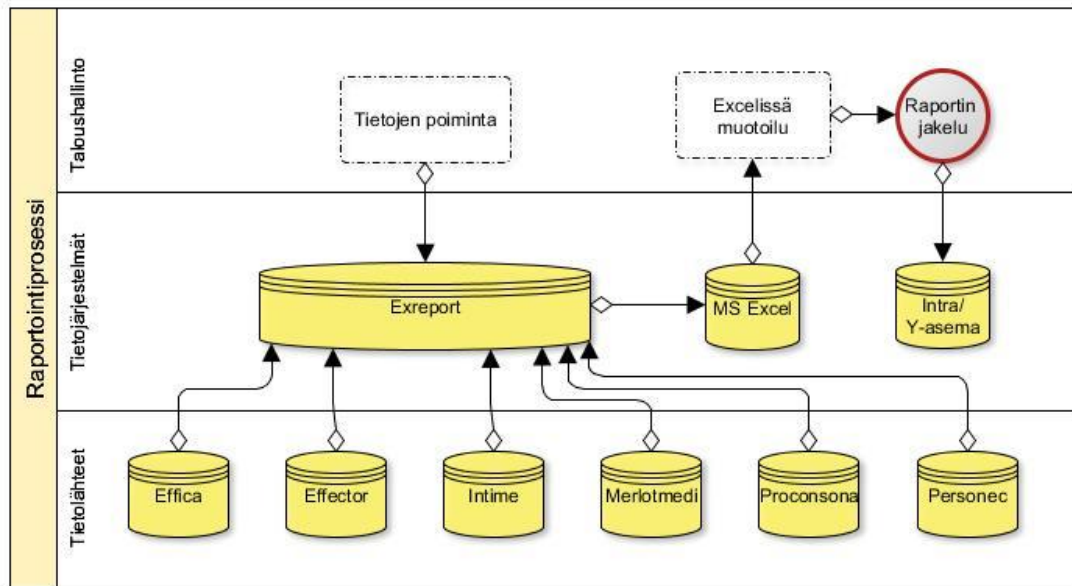 Raportointiprosessi
Taloushallinto
Tietojen poiminta
Excelissä
muotoilu
Raportin
jakelu
Tietojärjestelmät
Exreport
MS Excel
Intra/
Y-asema
Tietolähteet
Effica
Effector
Intime
Merlotmedi
Proconsona
Personec